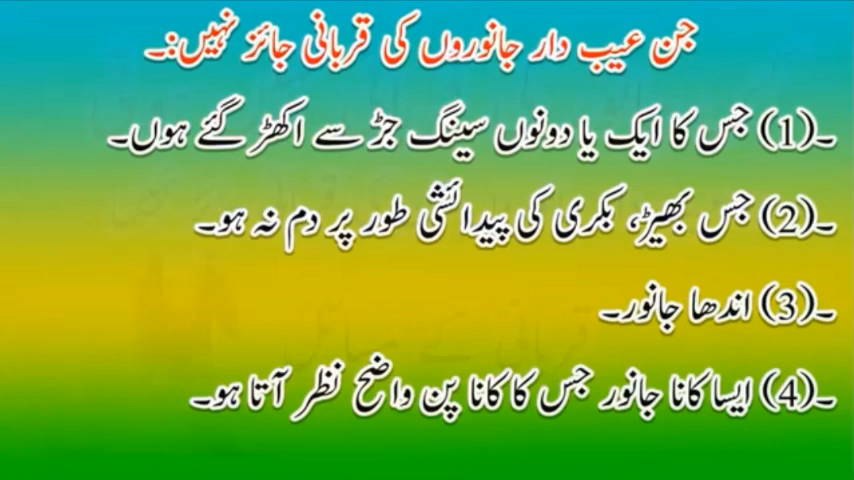 جن عیب دار جانوروں کی قربانی جائز نہیں:۔
۔(1) جس کا ایک یا دونوں سینگ جڑ سے اکھڑ گئے ہوں۔
۔(2) جس بھیڑ، بکری کی پیدائشی طور پر دم نہ ہو۔
۔(3) اندھا جانور۔
۔(4) ایسا کانا جانور جس کا کانا پن واضح نظر آتا ہو۔